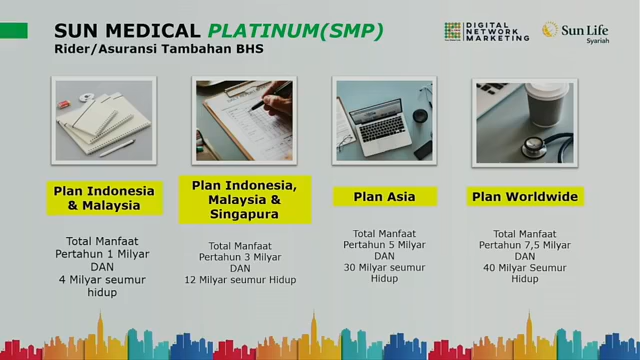 SUN MEDICAL PLATINUM(SMP)
Rider/Asuransi Tambahan BHS
DIGITAL
NETWORK
MARKETING
Sun Life
Syariah
Plan Indonesia
& Malaysia
Total Manfaat
Pertahun 1 Milyar
DAN
4 Milyar seumur
hidup
Plan Indonesia,
Malaysia &
Singapura
Total Manfaat
Pertahun 3 Milyar
DAN
12 Milyar seumur Hidup
Plan Asia
Total Manfaat
Pertahun 5 Milyar
DAN
30 Milyar seumur
Hidup
Plan Worldwide
Total Manfaat
Pertahun 7,5 Milyar
DAN
40 Milyar Seumur
Hidup